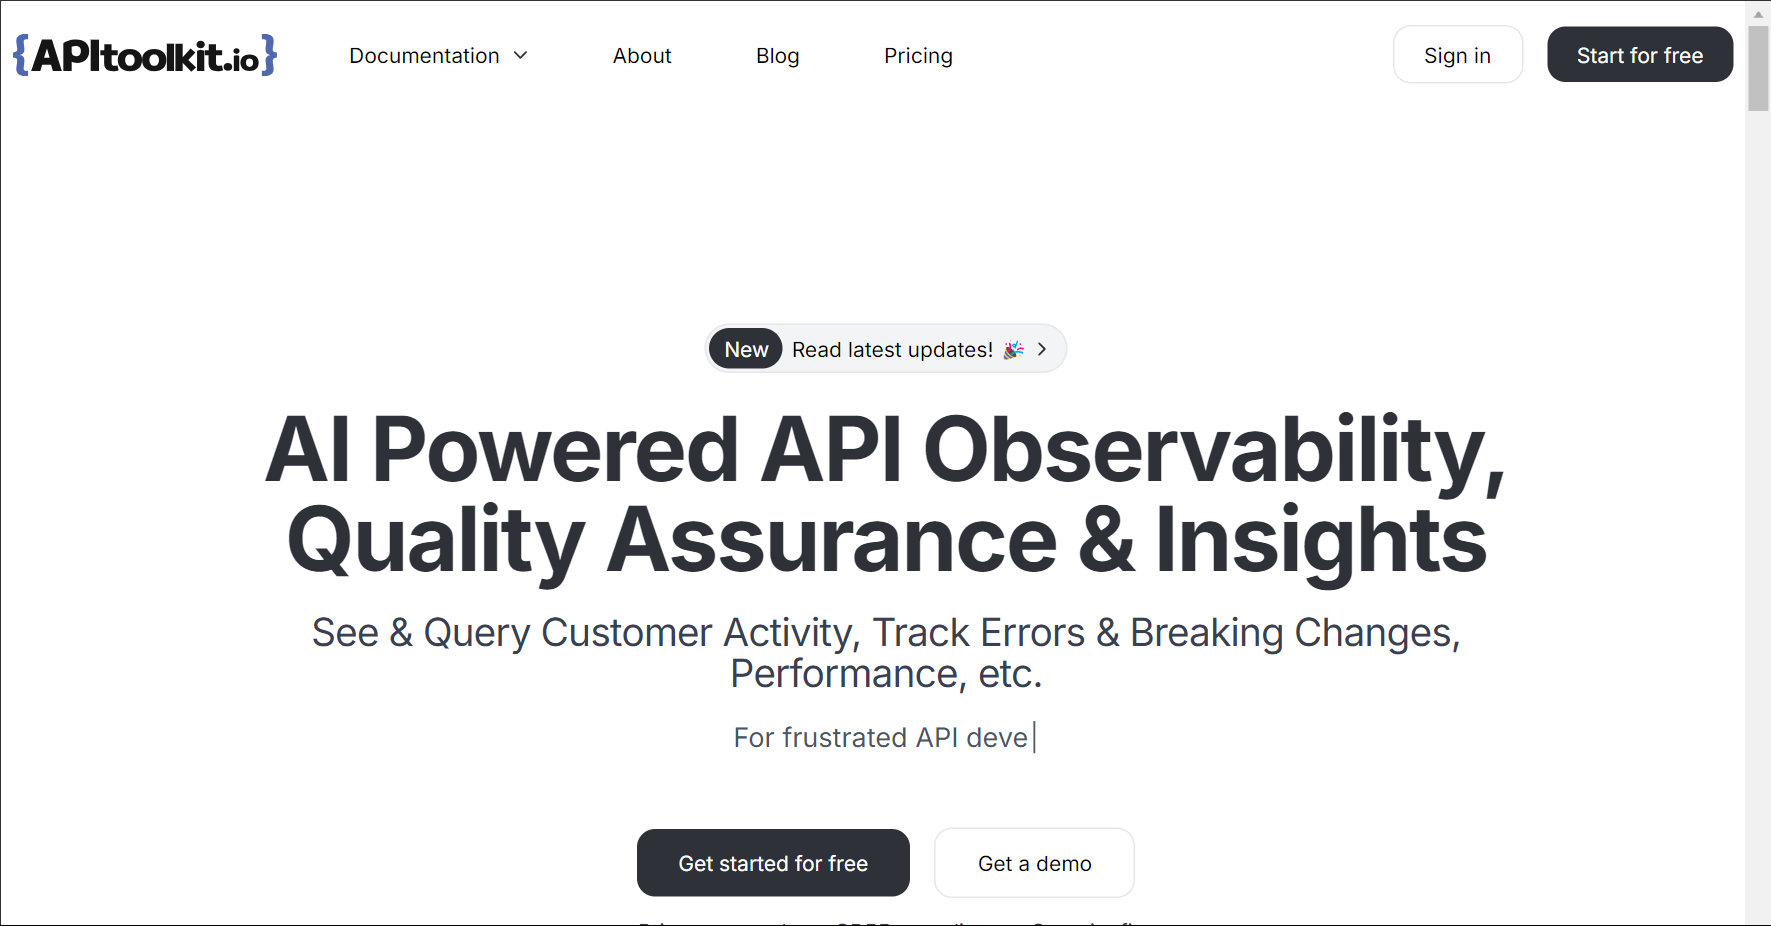 {APItoolkit.io}
Documentation
About
Blog
Pricing
Sign in
Start for free
New Read latest updates! 🎉
AI Powered API Observability,
Quality Assurance & Insights
See & Query Customer Activity, Track Errors & Breaking Changes,
Performance, etc.
For frustrated API deve
Get started for free
Get a demo